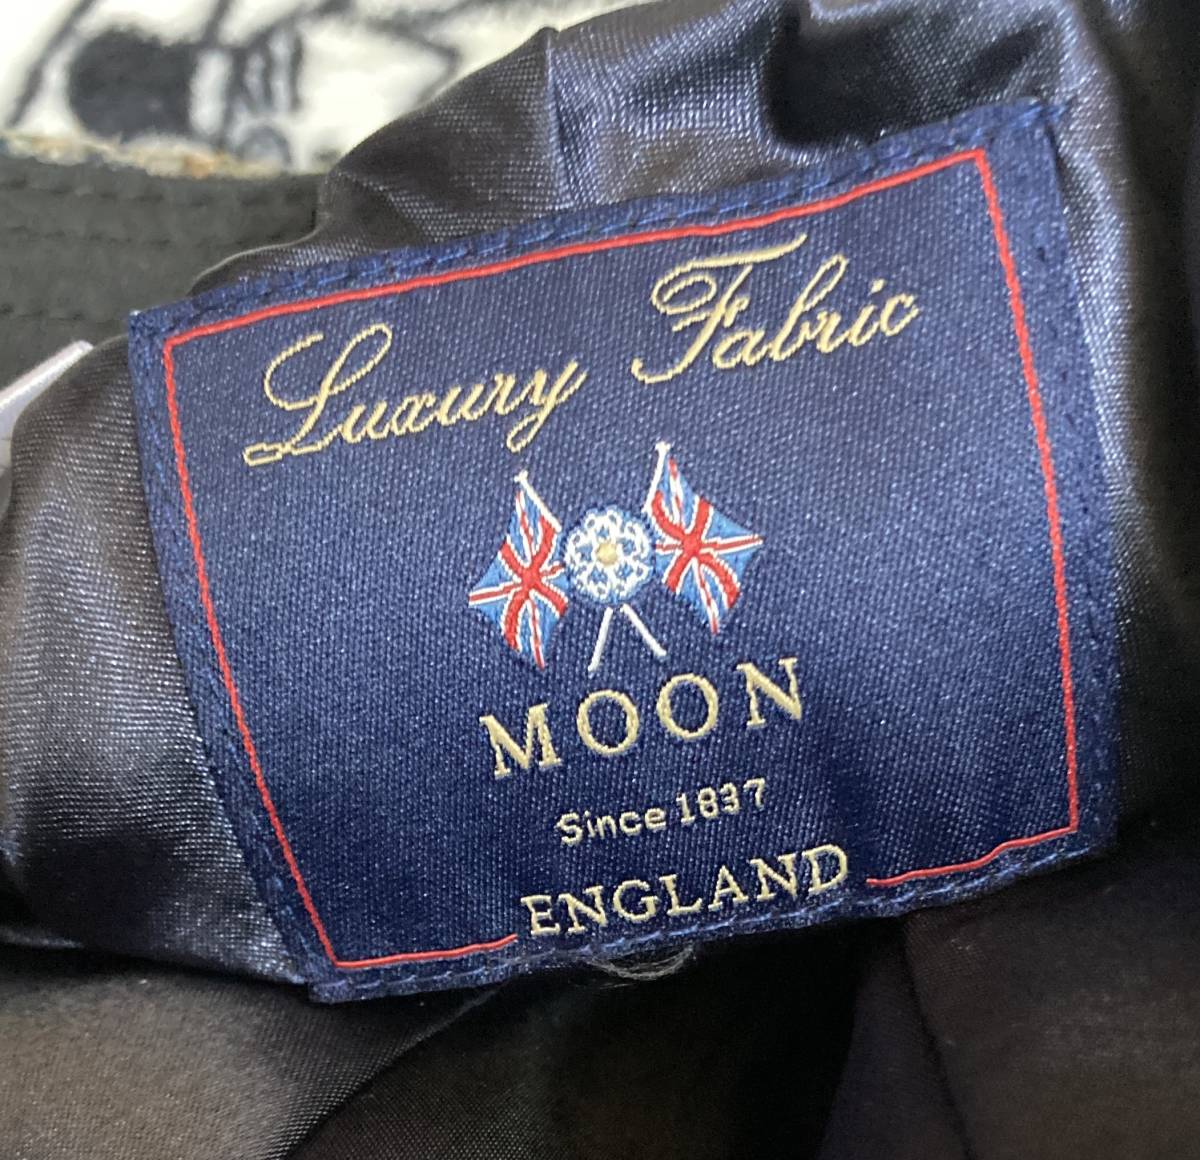 Luxury Fabric
MOON
Since 1837
ENGLAND